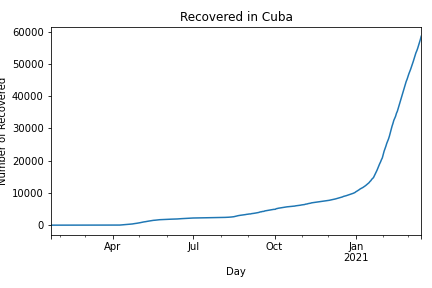 Recovered in Cuba
Number of Recovered
60000
50000
40000
30000
20000
10000
0
Apr
Jul
Oct
Jan
2021
Day